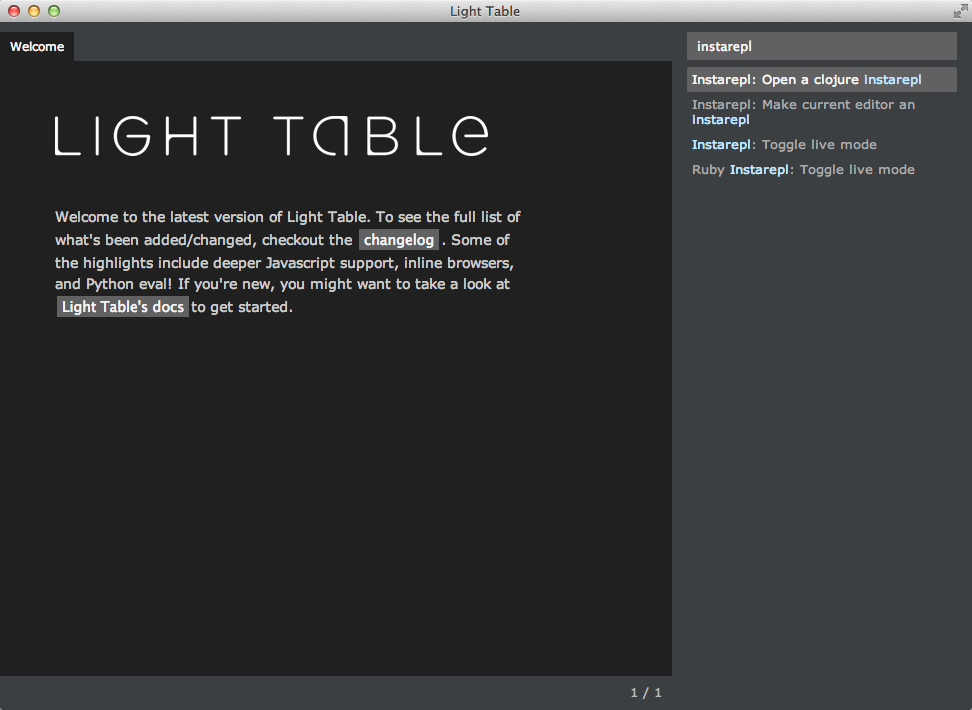 Light Table
Welcome
LIGHT TABLE
Welcome to the latest version of Light Table. To see the full list of
what's been added/changed, checkout the changelog . Some of
the highlights include deeper Javascript support, inline browsers,
and Python eval! If you're new, you might want to take a look at
Light Table's docs to get started.
1 / 1
instarepl
Instarepl: Open a clojure instarepl
Instarepl: Make current editor an
instarepl
Instarepl: Toggle live mode
Ruby Instarepl: Toggle live mode